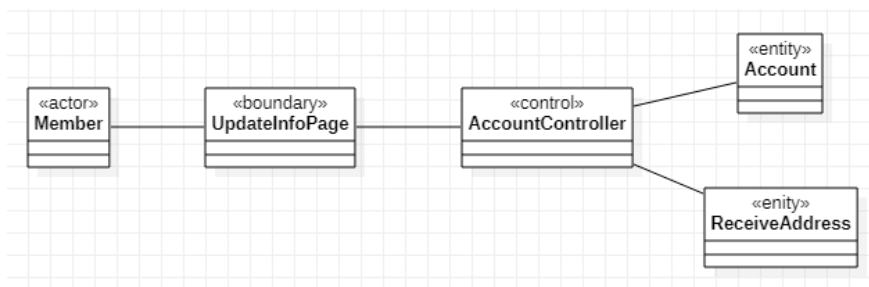 «actor»
Member
«boundary»
UpdateInfoPage
«control»
AccountController
«entity»
Account
«enity»
ReceiveAddress